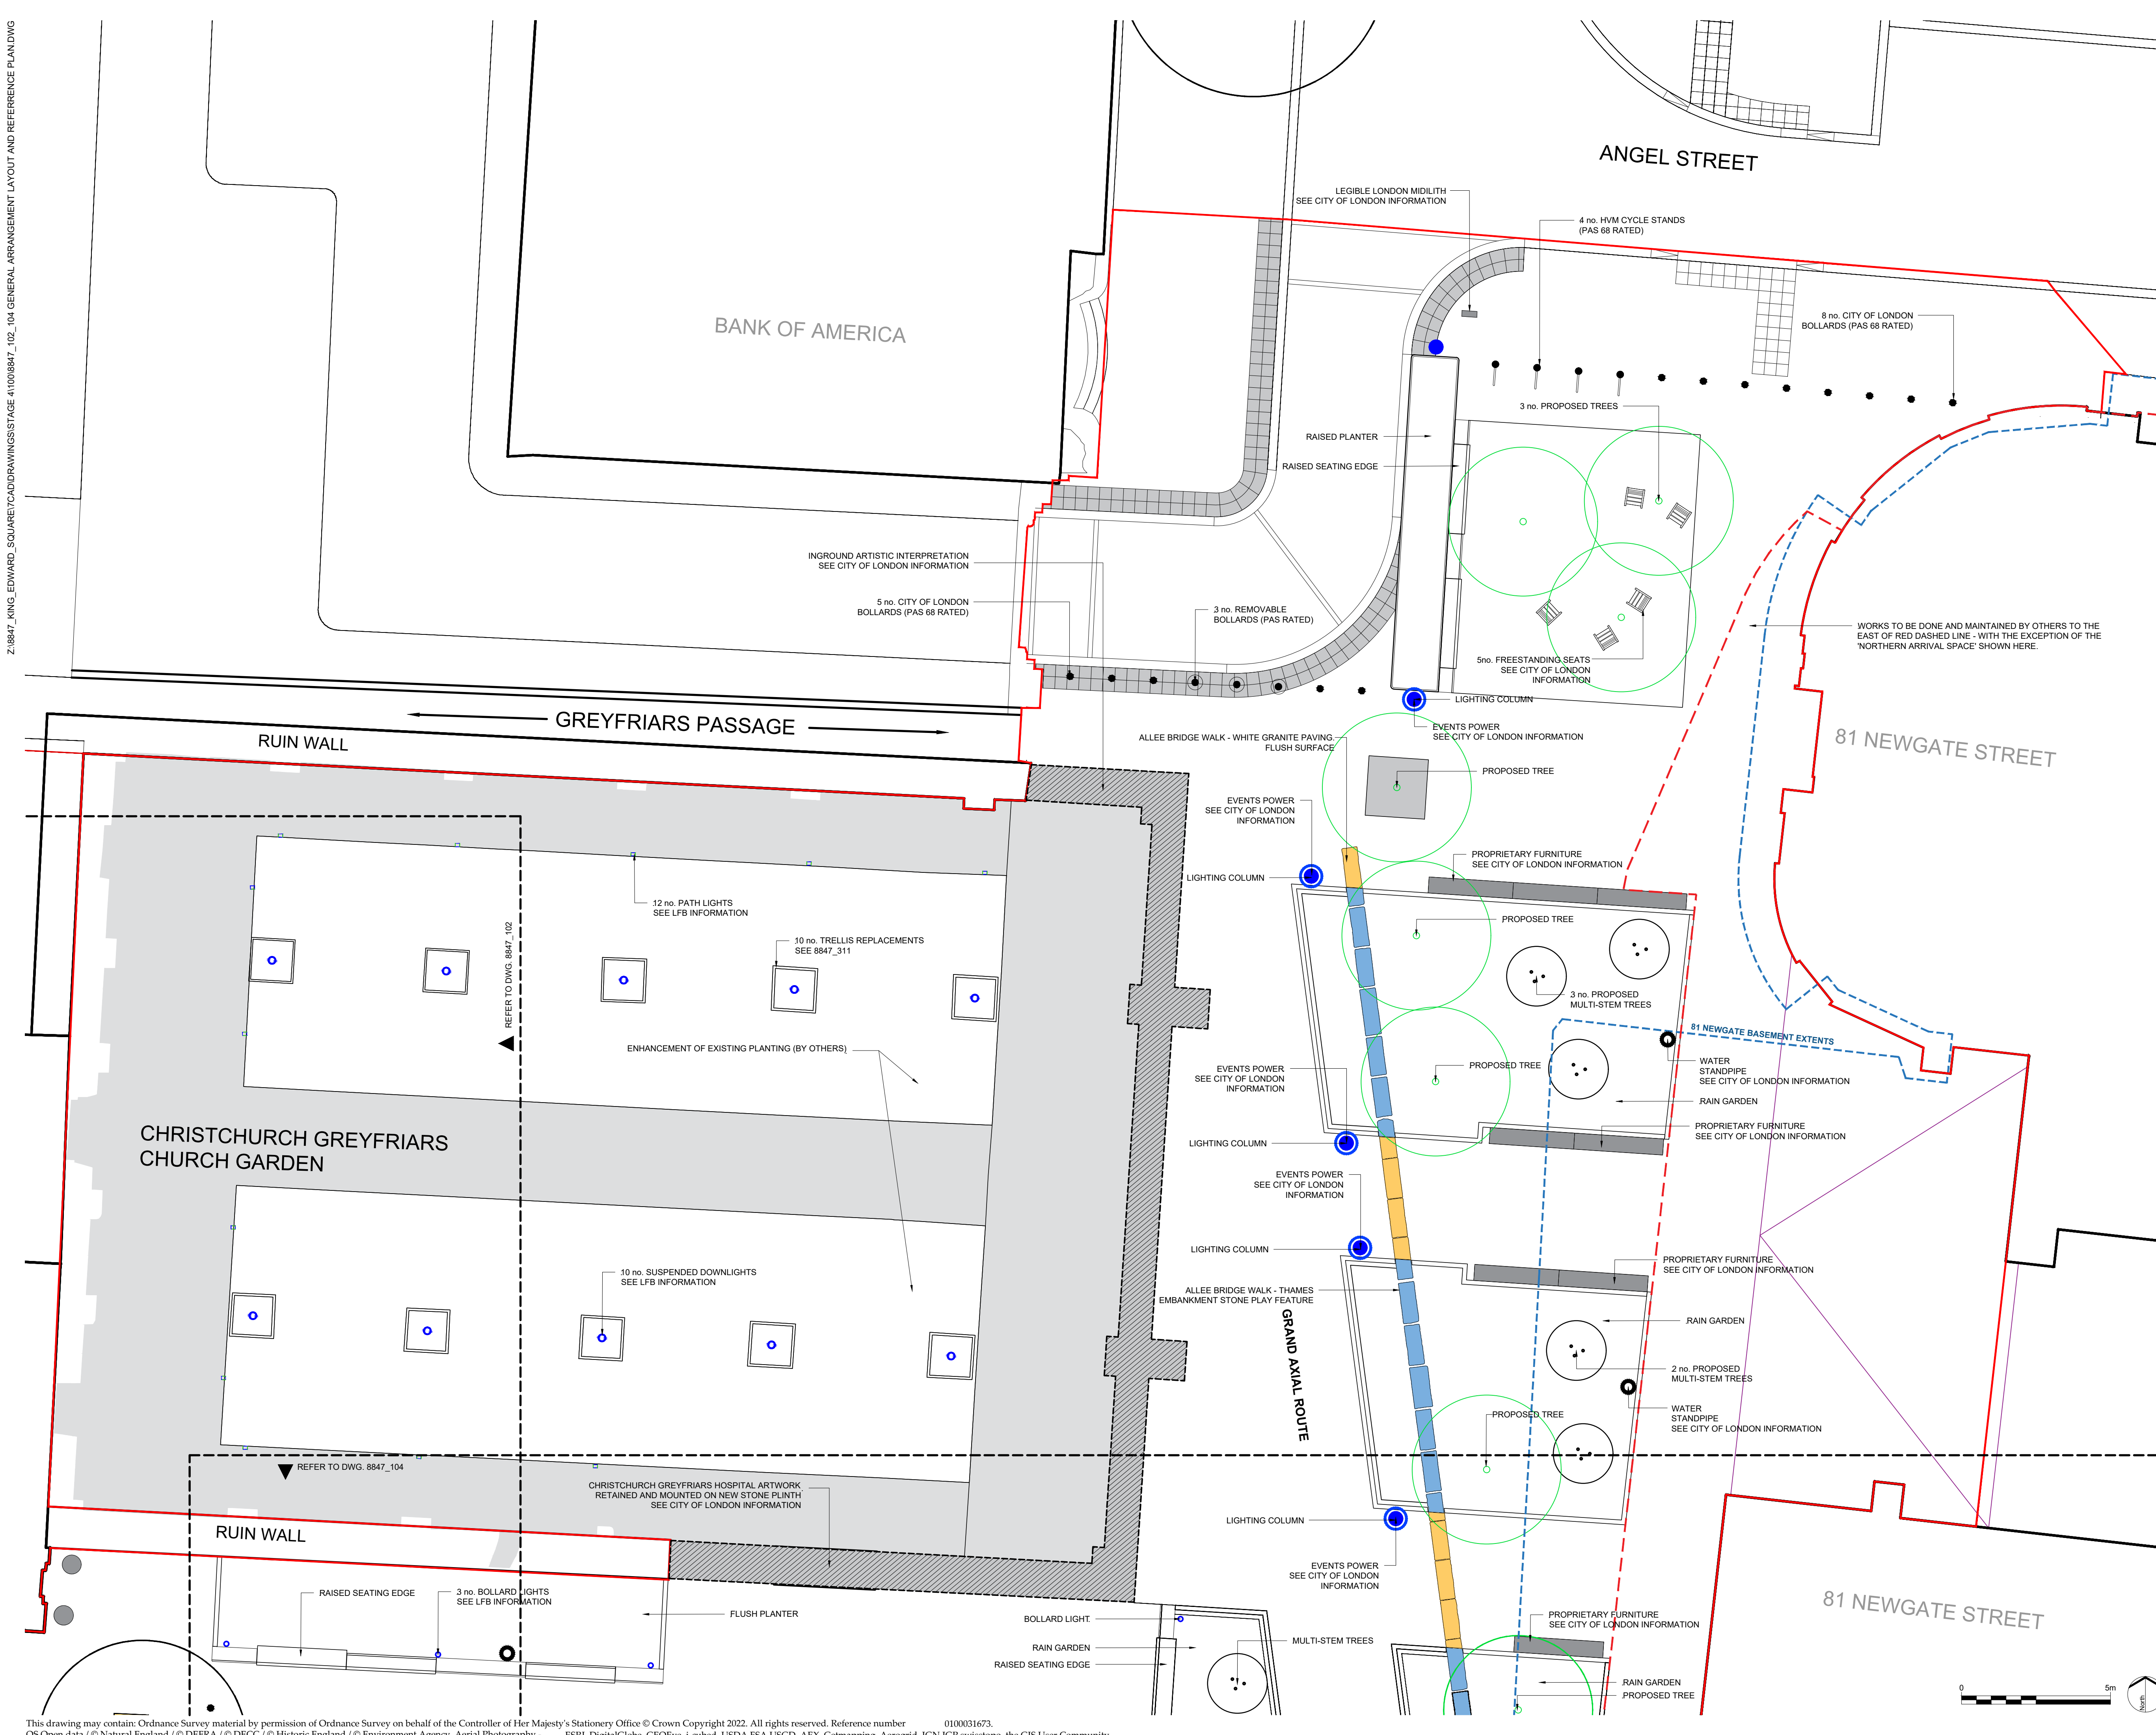 Z:\8847_KING_EDWARD_SQUARE\7CAD\DRAWINGS\STAGE 4\100\8847_102_104 GENERAL ARRANGEMENT LAYOUT AND REFERRENCE PLAN.DWG
ANGEL STREET
LEGIBLE LONDON MIDILITH
SEE CITY OF LONDON INFORMATION
4 no. HVM CYCLE STANDS
(PAS 68 RATED)
8 no. CITY OF LONDON
BOLLARDS (PAS 68 RATED)
BANK OF AMERICA
3 no. PROPOSED TREES
RAISED PLANTER
RAISED SEATING EDGE
INGROUND ARTISTIC INTERPRETATION
SEE CITY OF LONDON INFORMATION
5 no. CITY OF LONDON
BOLLARDS (PAS 68 RATED)
3 no. REMOVABLE
BOLLARDS (PAS RATED)
WORKS TO BE DONE AND MAINTAINED BY OTHERS TO THE
EAST OF RED DASHED LINE - WITH THE EXCEPTION OF THE
'NORTHERN ARRIVAL SPACE' SHOWN HERE.
5no. FREESTANDING SEATS
SEE CITY OF LONDON
INFORMATION
LIGHTING COLUMN
EVENTS POWER
SEE CITY OF LONDON INFORMATION
GREYFRIARS PASSAGE
RUIN WALL
ALLEE BRIDGE WALK - WHITE GRANITE PAVING.
FLUSH SURFACE
81 NEWGATE STREET
PROPOSED TREE
EVENTS POWER
SEE CITY OF LONDON
INFORMATION
PROPRIETARY FURNITURE
SEE CITY OF LONDON INFORMATION
LIGHTING COLUMN
12 no. PATH LIGHTS
SEE LFB INFORMATION
PROPOSED TREE
10 no. TRELLIS REPLACEMENTS
SEE 8847_311
REFER TO DWG. 8847_102
3 no. PROPOSED
MULTI-STEM TREES
81 NEWGATE BASEMENT EXTENTS
ENHANCEMENT OF EXISTING PLANTING (BY OTHERS)
PROPOSED TREE
WATER
STANDPIPE
SEE CITY OF LONDON INFORMATION
EVENTS POWER
SEE CITY OF LONDON
INFORMATION
RAIN GARDEN
PROPRIETARY FURNITURE
SEE CITY OF LONDON INFORMATION
CHRISTCHURCH GREYFRIARS
CHURCH GARDEN
LIGHTING COLUMN
EVENTS POWER
SEE CITY OF LONDON
INFORMATION
LIGHTING COLUMN
PROPRIETARY FURNITURE
SEE CITY OF LONDON INFORMATION
10 no. SUSPENDED DOWNLIGHTS
SEE LFB INFORMATION
ALLEE BRIDGE WALK - THAMES
EMBANKMENT STONE PLAY FEATURE
GRAND AXIAL ROUTE
RAIN GARDEN
2 no. PROPOSED
MULTI-STEM TREES
PROPOSED TREE
WATER
STANDPIPE
SEE CITY OF LONDON INFORMATION
REFER TO DWG. 8847_104
CHRISTCHURCH GREYFRIARS HOSPITAL ARTWORK
RETAINED AND MOUNTED ON NEW STONE PLINTH
SEE CITY OF LONDON INFORMATION
LIGHTING COLUMN
RUIN WALL
EVENTS POWER
SEE CITY OF LONDON
INFORMATION
RAISED SEATING EDGE
3 no. BOLLARD LIGHTS
SEE LFB INFORMATION
FLUSH PLANTER
BOLLARD LIGHT
PROPRIETARY FURNITURE
SEE CITY OF LONDON INFORMATION
81 NEWGATE STREET
RAIN GARDEN
MULTI-STEM TREES
RAISED SEATING EDGE
RAIN GARDEN
PROPOSED TREE
0 5m
North
This drawing may contain: Ordnance Survey material by permission of Ordnance Survey on behalf of the Controller of Her Majesty's Stationery Office © Crown Copyright 2022. All rights reserved. Reference number 0100031673.